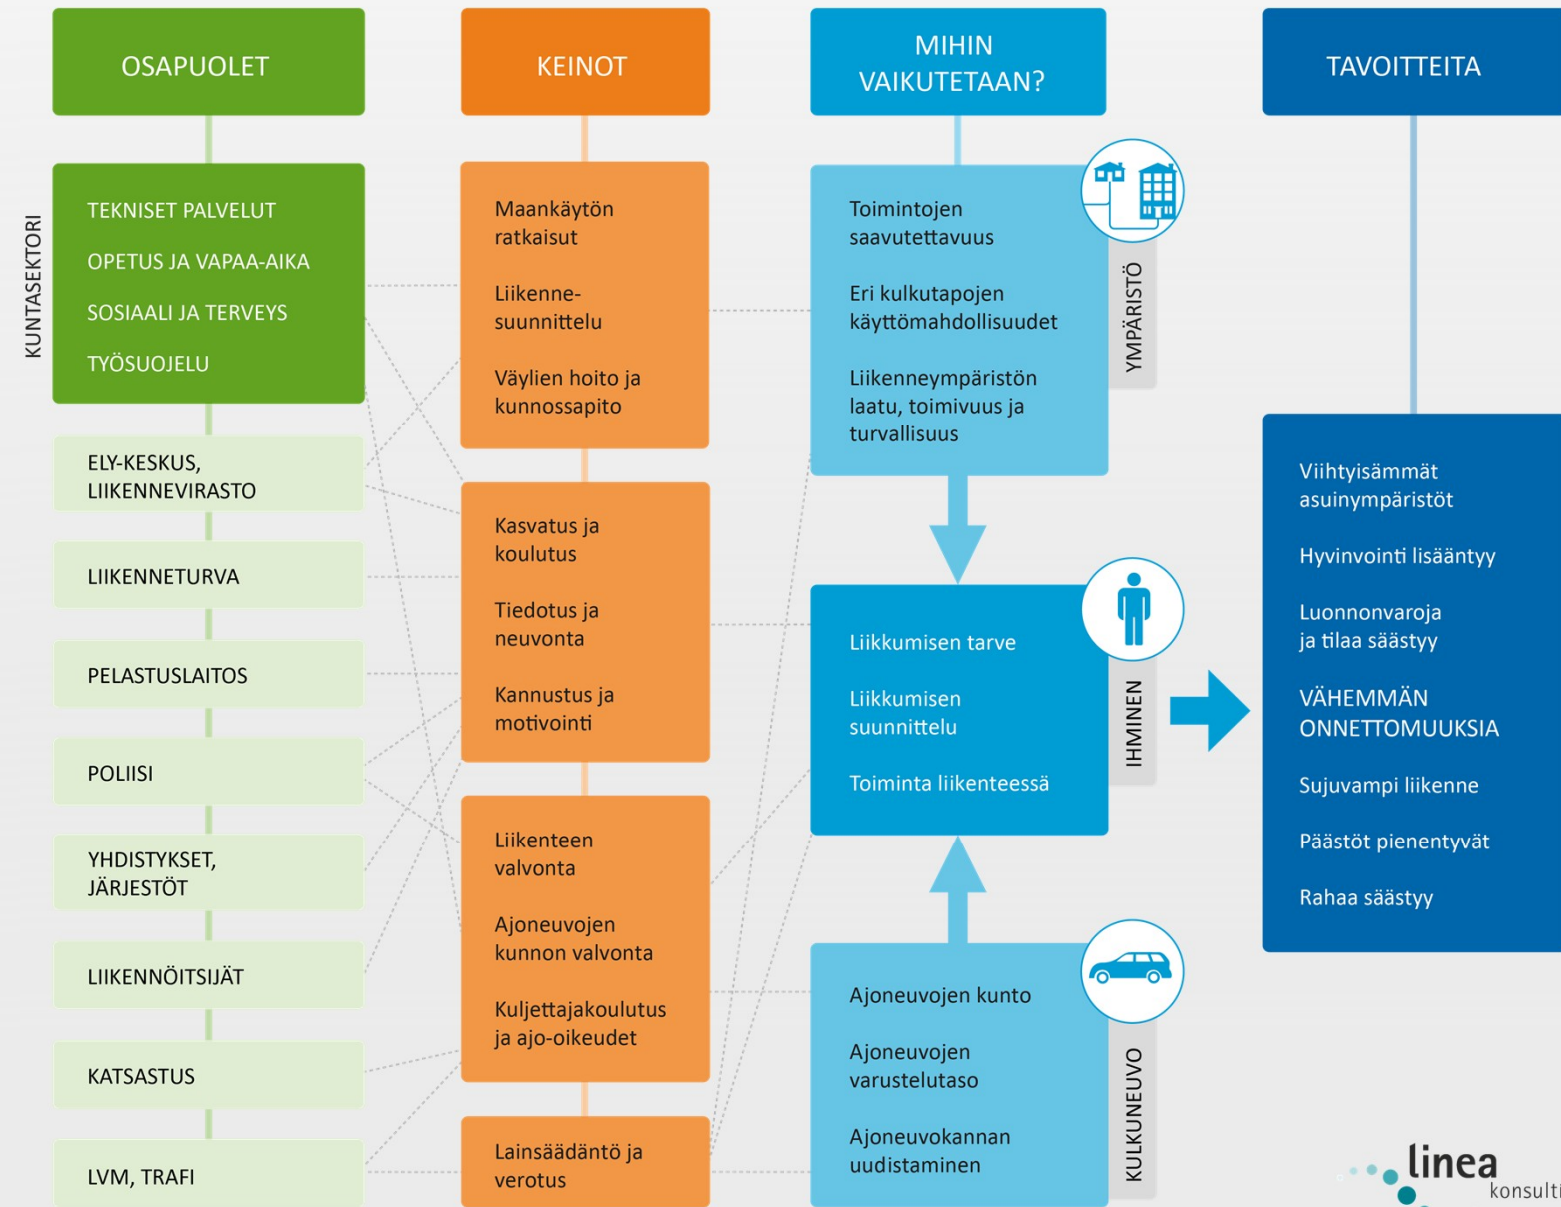 OSAPUOLET
KUNTASEKTORI
TEKNISET PALVELUT
OPETUS JA VAPAA-AIKA
SOSIAALI JA TERVEYS
TYÖSUOJELU
ELY-KESKUS,
LIIKENNEVIRASTO
LIIKENNETURVA
PELASTUSLAITOS
POLIISI
YHDISTYKSET,
JÄRJESTÖT
LIIKENNÖITSIJÄT
KATSASTUS
LVM, TRAFI
KEINOT
Maankäytön
ratkaisut
Liikenne-
suunnittelu
Väylien hoito ja
kunnossapito
Kasvatus ja
koulutus
Tiedotus ja
neuvonta
Kannustus ja
motivointi
Liikenteen
valvonta
Ajoneuvojen
kunnon valvonta
Kuljettajakoulutus
ja ajo-oikeudet
Lainsäädäntö ja
verotus
MIHIN
VAIKUTETAAN?
Toimintojen
saavutettavuus
Eri kulkutapojen
käyttömahdollisuudet
Liikenneympäristön
laatu, toimivuus ja
turvallisuus
YMPÄRISTÖ
Liikkumisen tarve
Liikkumisen
suunnittelu
Toiminta liikenteessä
IHMINEN
Ajoneuvojen kunto
Ajoneuvojen
varustelutaso
Ajoneuvokannan
uudistaminen
KULKUNEUVO
TAVOITTEITA
Viihtyisämmät
asuinympäristöt
Hyvinvointi lisääntyy
Luonnonvaroja
ja tilaa säästyy
VÄHEMMÄN
ONNETTOMUUKSIA
Sujuvampi liikenne
Päästöt pienentyvät
Rahaa säästyy
linea
konsulti